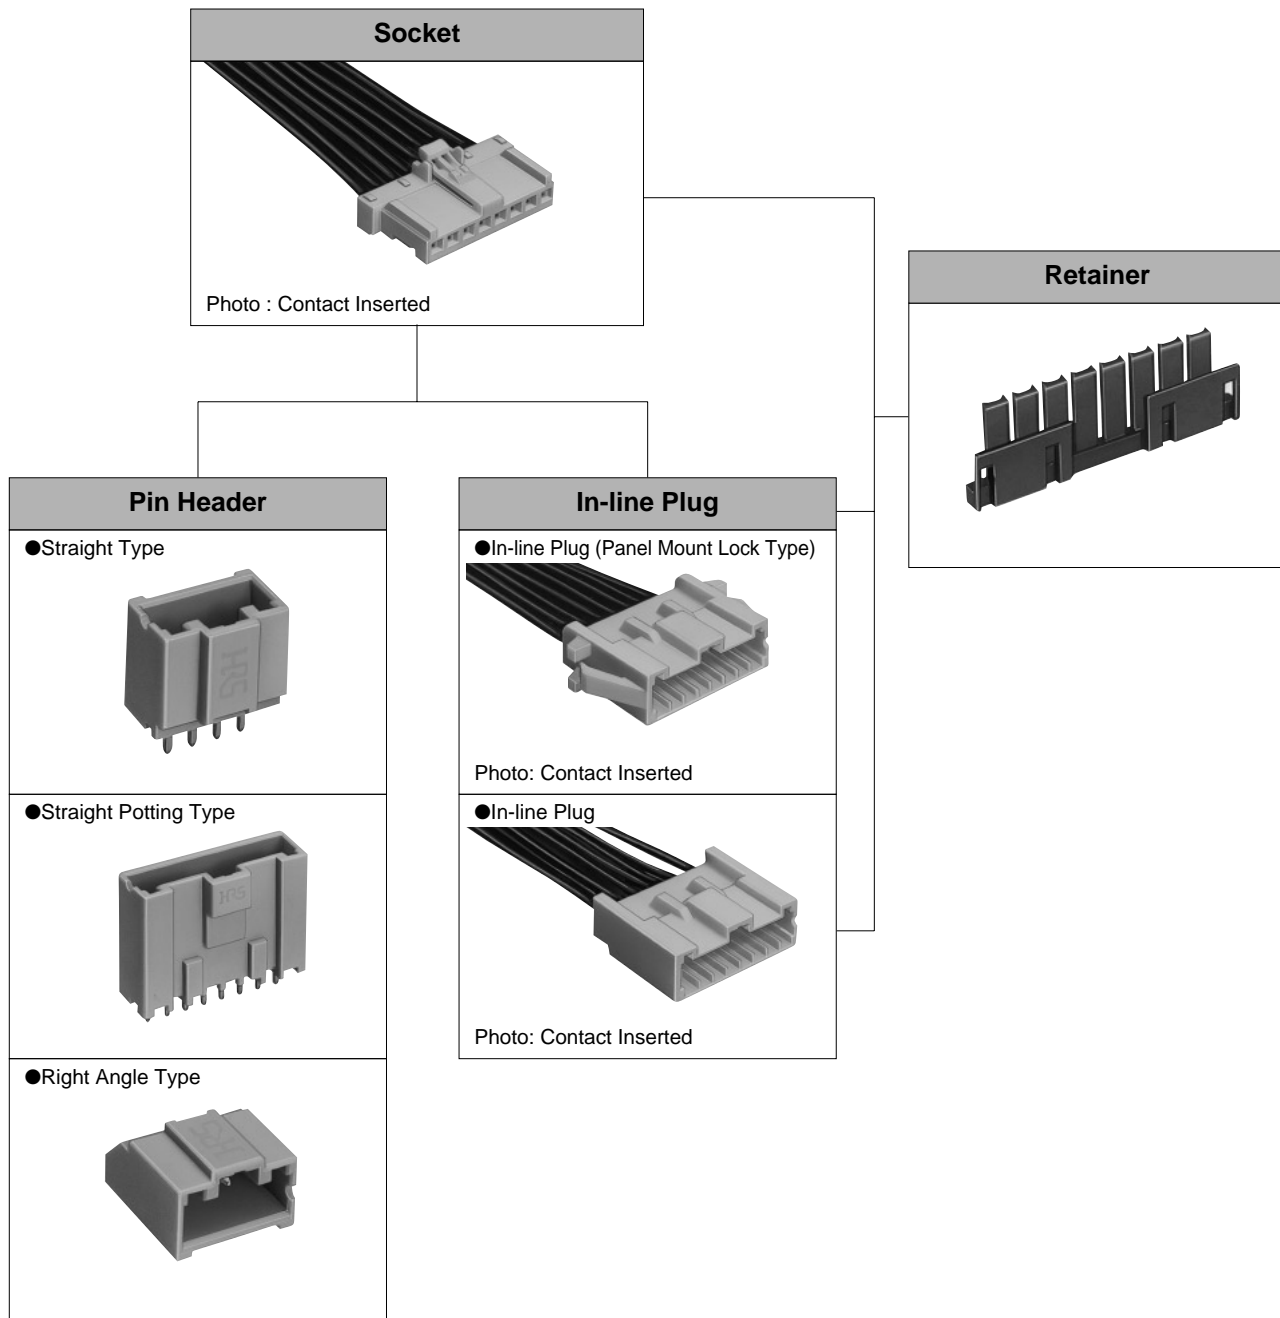 Socket
Photo : Contact Inserted
Retainer
Pin Header
●Straight Type
HRS
●Straight Potting Type
HRS
●Right Angle Type
HRS
In-line Plug
●In-line Plug (Panel Mount Lock Type)
Photo: Contact Inserted
●In-line Plug
Photo: Contact Inserted